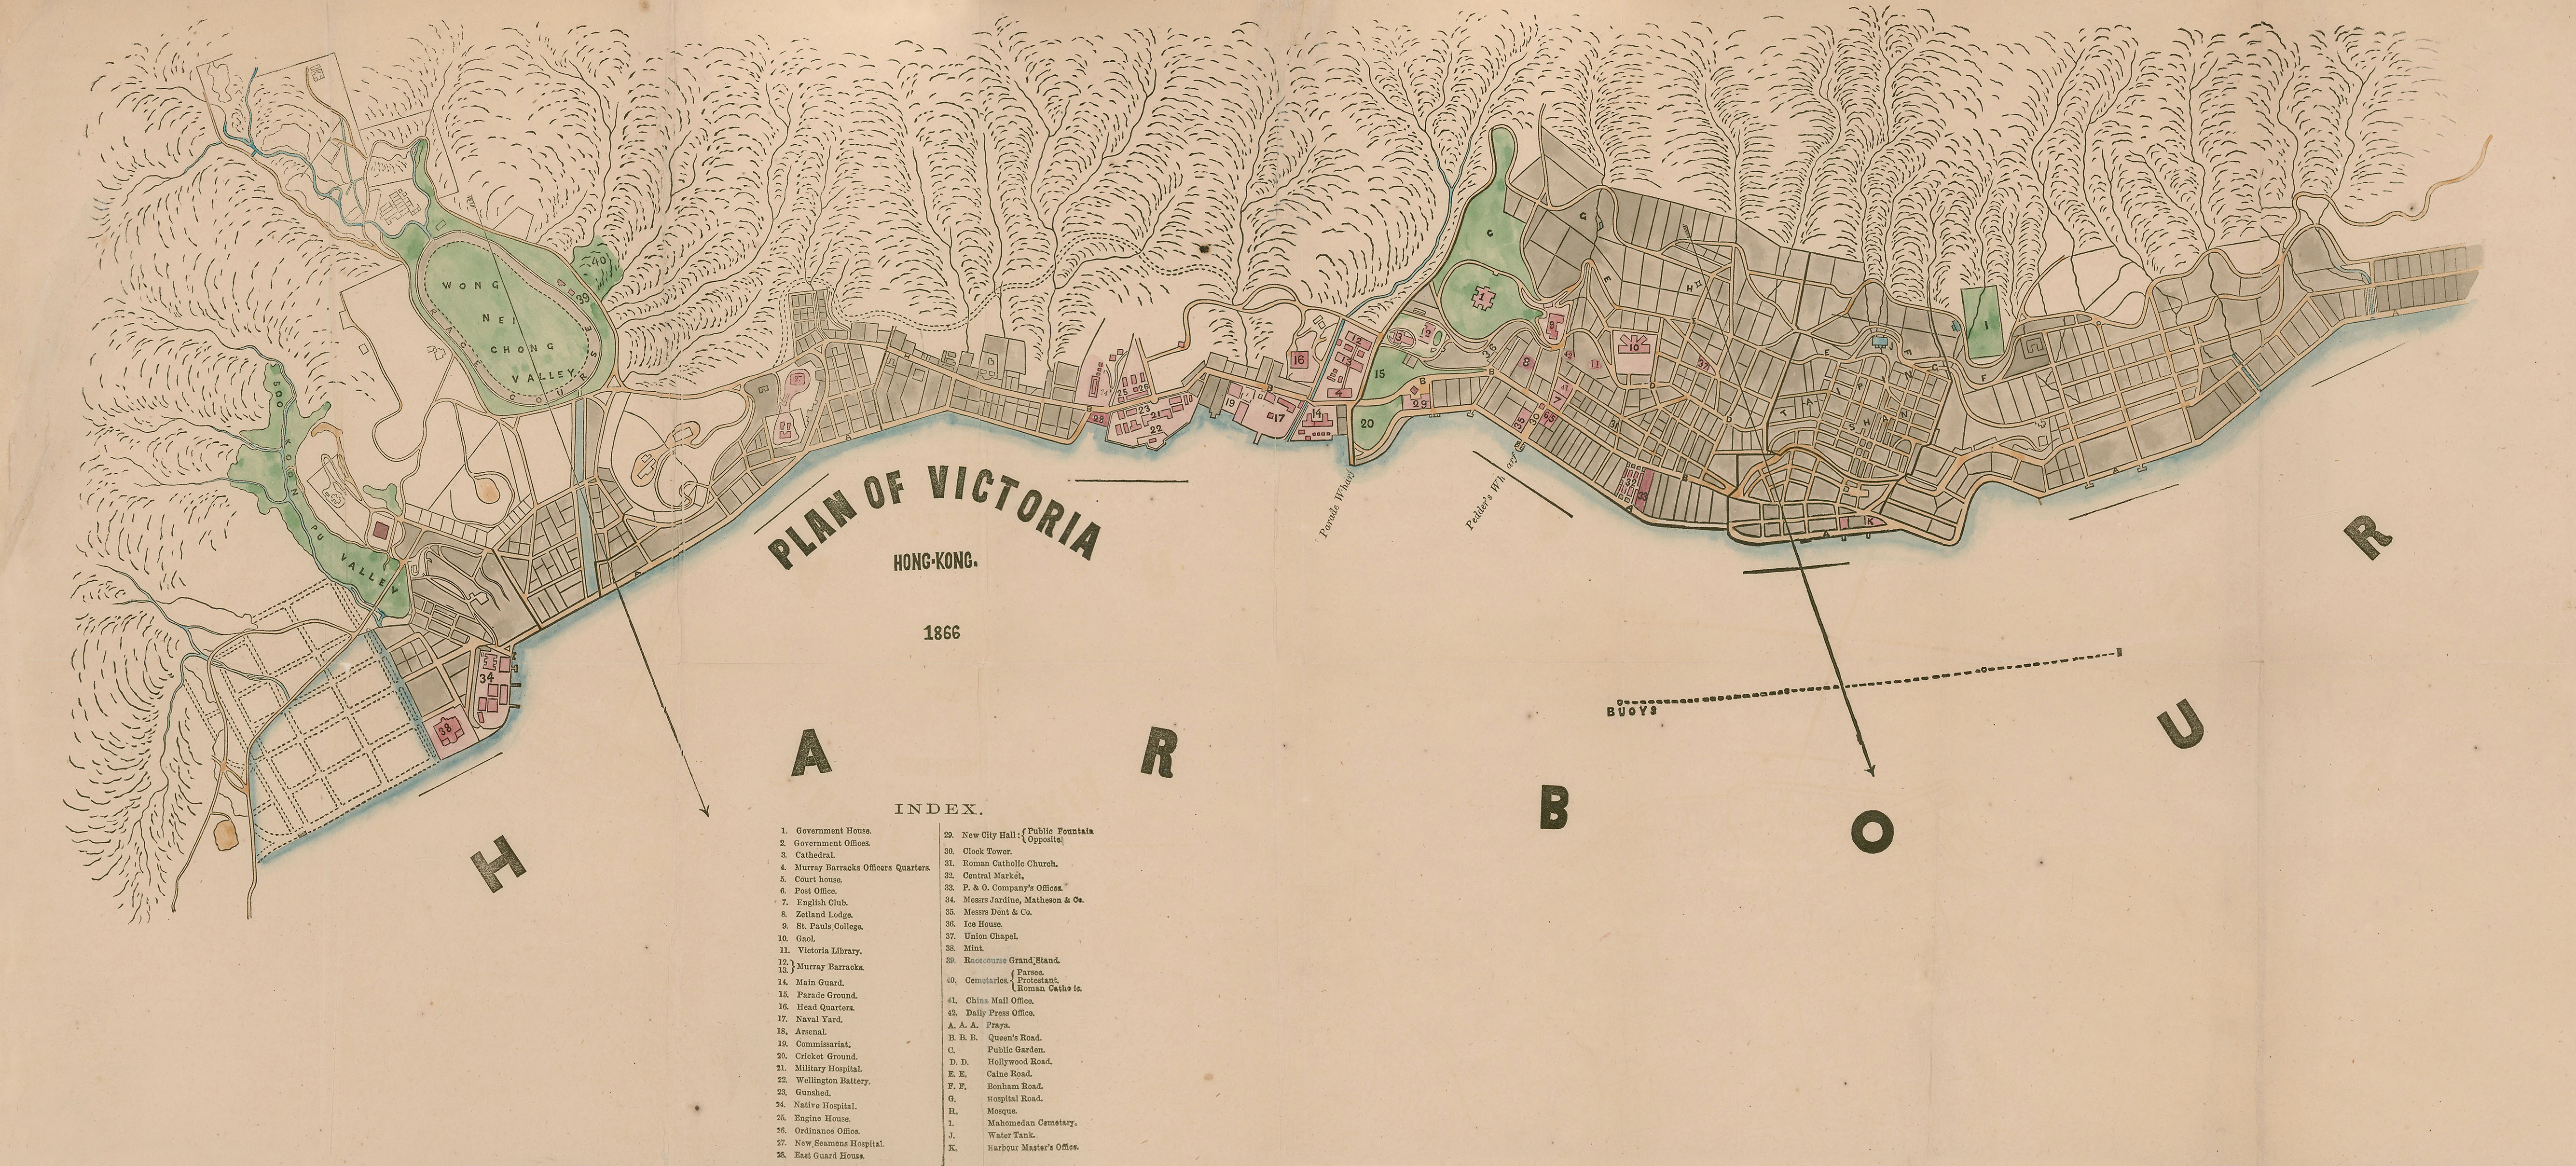 PLAN OF VICTORIA
HONG-KONG.
1866
WONG
NEI
CHONG
VALLEY
RACE COURSE
SOO KOON PU VALLEY
TAI PING SHAN
Parade Wharf
Pedder's Wharf
BUOYS
HARBOUR
INDEX.
1. Government House.
2. Government Offices.
3. Cathedral.
4. Murray Barracks Officers Quarters.
5. Court house.
6. Post Office.
7. English Club.
8. Zetland Lodge.
9. St. Pauls College.
10. Gaol.
11. Victoria Library.
12. 13. } Murray Barracks.
14. Main Guard.
15. Parade Ground.
16. Head Quarters.
17. Naval Yard.
18. Arsenal.
19. Commissariat.
20. Cricket Ground.
21. Military Hospital.
22. Wellington Battery.
23. Gunshed.
24. Native Hospital.
25. Engine House.
26. Ordinance Office.
27. New Seamens Hospital.
28. East Guard House.
29. New City Hall: { Public Fountain Opposite
30. Clock Tower.
31. Roman Catholic Church.
32. Central Market.
33. P. & O. Company's Offices.
34. Messrs Jardine, Matheson & Co.
35. Messrs Dent & Co.
36. Ice House.
37. Union Chapel.
38. Mint.
39. Racecourse Grand Stand.
40. Cemetaries. { Parsee. Protestant. Roman Catholic.
41. China Mail Office.
42. Daily Press Office.
A. A. A. Praya.
B. B. B. Queen's Road.
C. Public Garden.
D. D. Hollywood Road.
E. E. Caine Road.
F. F. Bonham Road.
G. Hospital Road.
H. Mosque.
I. Mahomedan Cemetary.
J. Water Tank.
K. Harbour Master's Office.